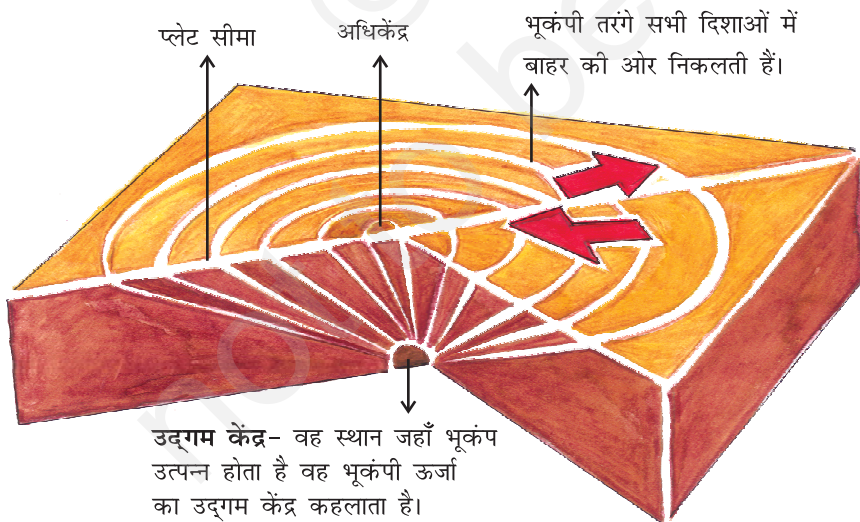 प्लेट सीमा
अधिकेंद्र
भूकंपी तरंगे सभी दिशाओं में
बाहर की ओर निकलती हैं।
उद्‌गम केंद्र- वह स्थान जहाँ भूकंप
उत्पन्न होता है वह भूकंपी ऊर्जा
का उद्‌गम केंद्र कहलाता है।